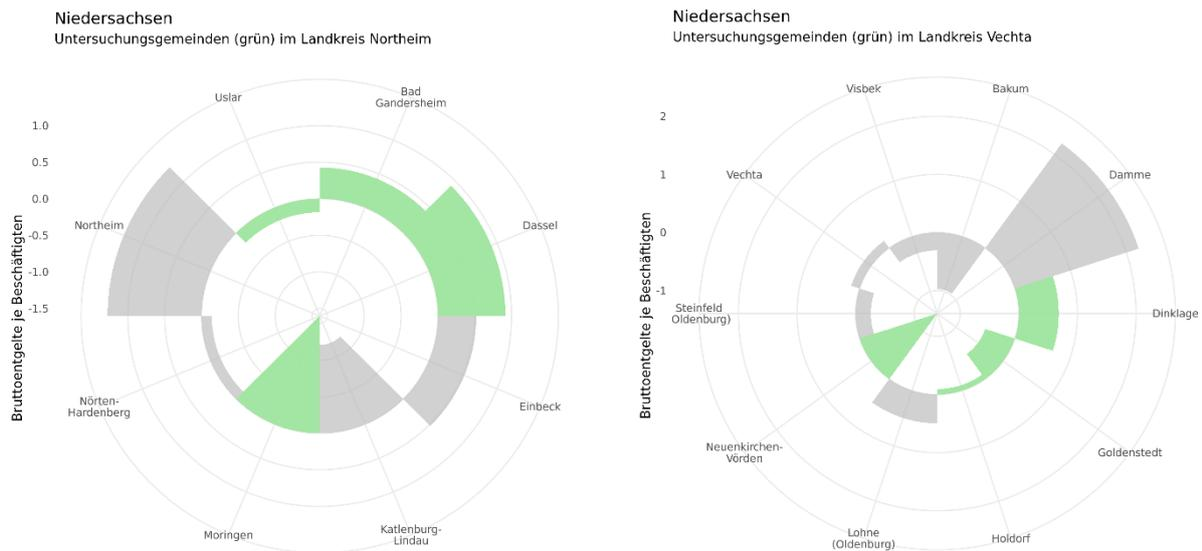 Niedersachsen
Untersuchungsgemeinden (grün) im Landkreis Northeim
Uslar
Bad
Gandersheim
1.0
0.5
0.0
-0.5
-1.0
-1.5
Bruttoentgelte je Beschäftigten
Northeim
Dassel
Nörten-
Hardenberg
Einbeck
Moringen
Katlenburg-
Lindau
Niedersachsen
Untersuchungsgemeinden (grün) im Landkreis Vechta
Visbek
Bakum
2
1
0
-1
Bruttoentgelte je Beschäftigten
Vechta
Damme
Steinfeld
Oldenburg)
Dinklage
Neuenkirchen-
Vörden
Goldenstedt
Lohne
(Oldenburg)
Holdorf